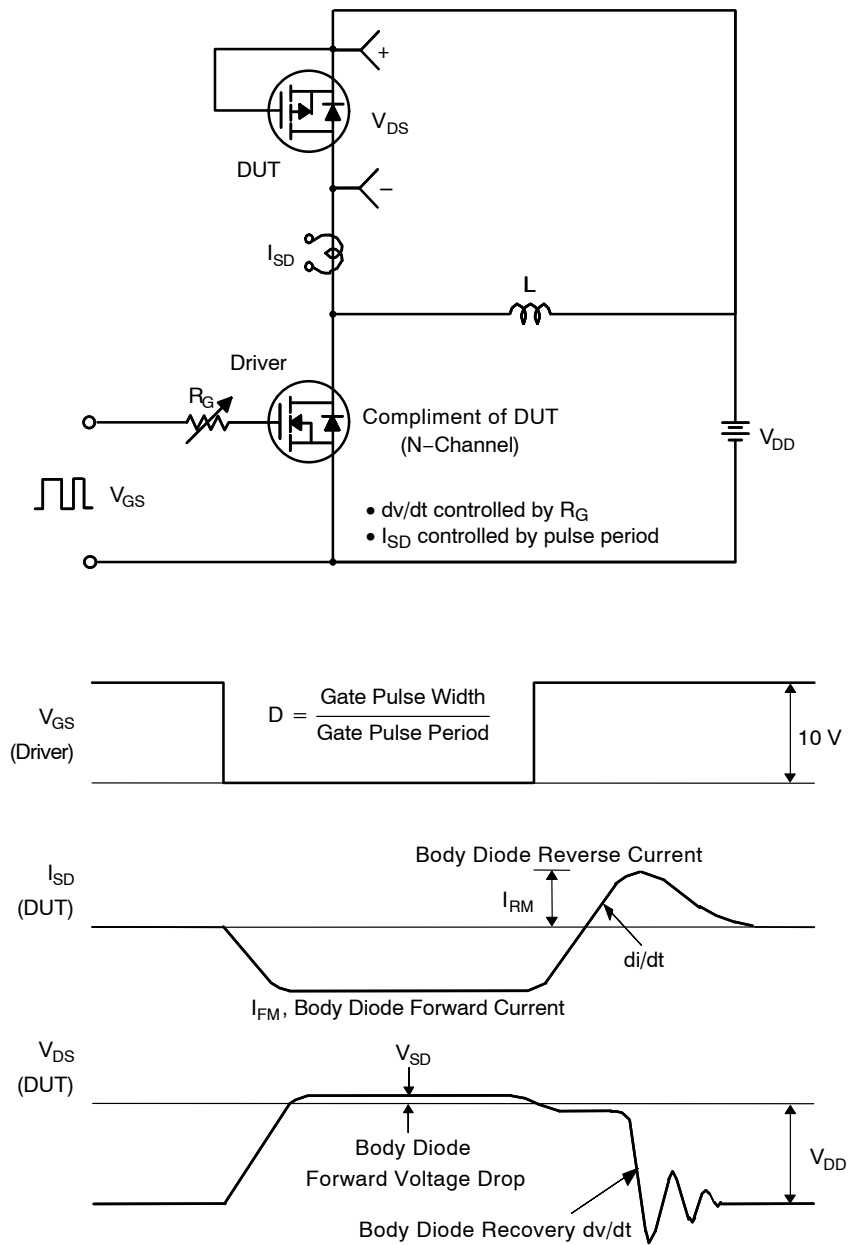 +
V_DS
DUT
−
I_SD
L
Driver
R_G
Compliment of DUT
(N−Channel)
V_DD
V_GS
• dv/dt controlled by R_G
• I_SD controlled by pulse period
V_GS
(Driver)
D = Gate Pulse Width
Gate Pulse Period
10 V
I_SD
(DUT)
Body Diode Reverse Current
I_RM
di/dt
I_FM, Body Diode Forward Current
V_DS
(DUT)
V_SD
Body Diode
Forward Voltage Drop
V_DD
Body Diode Recovery dv/dt